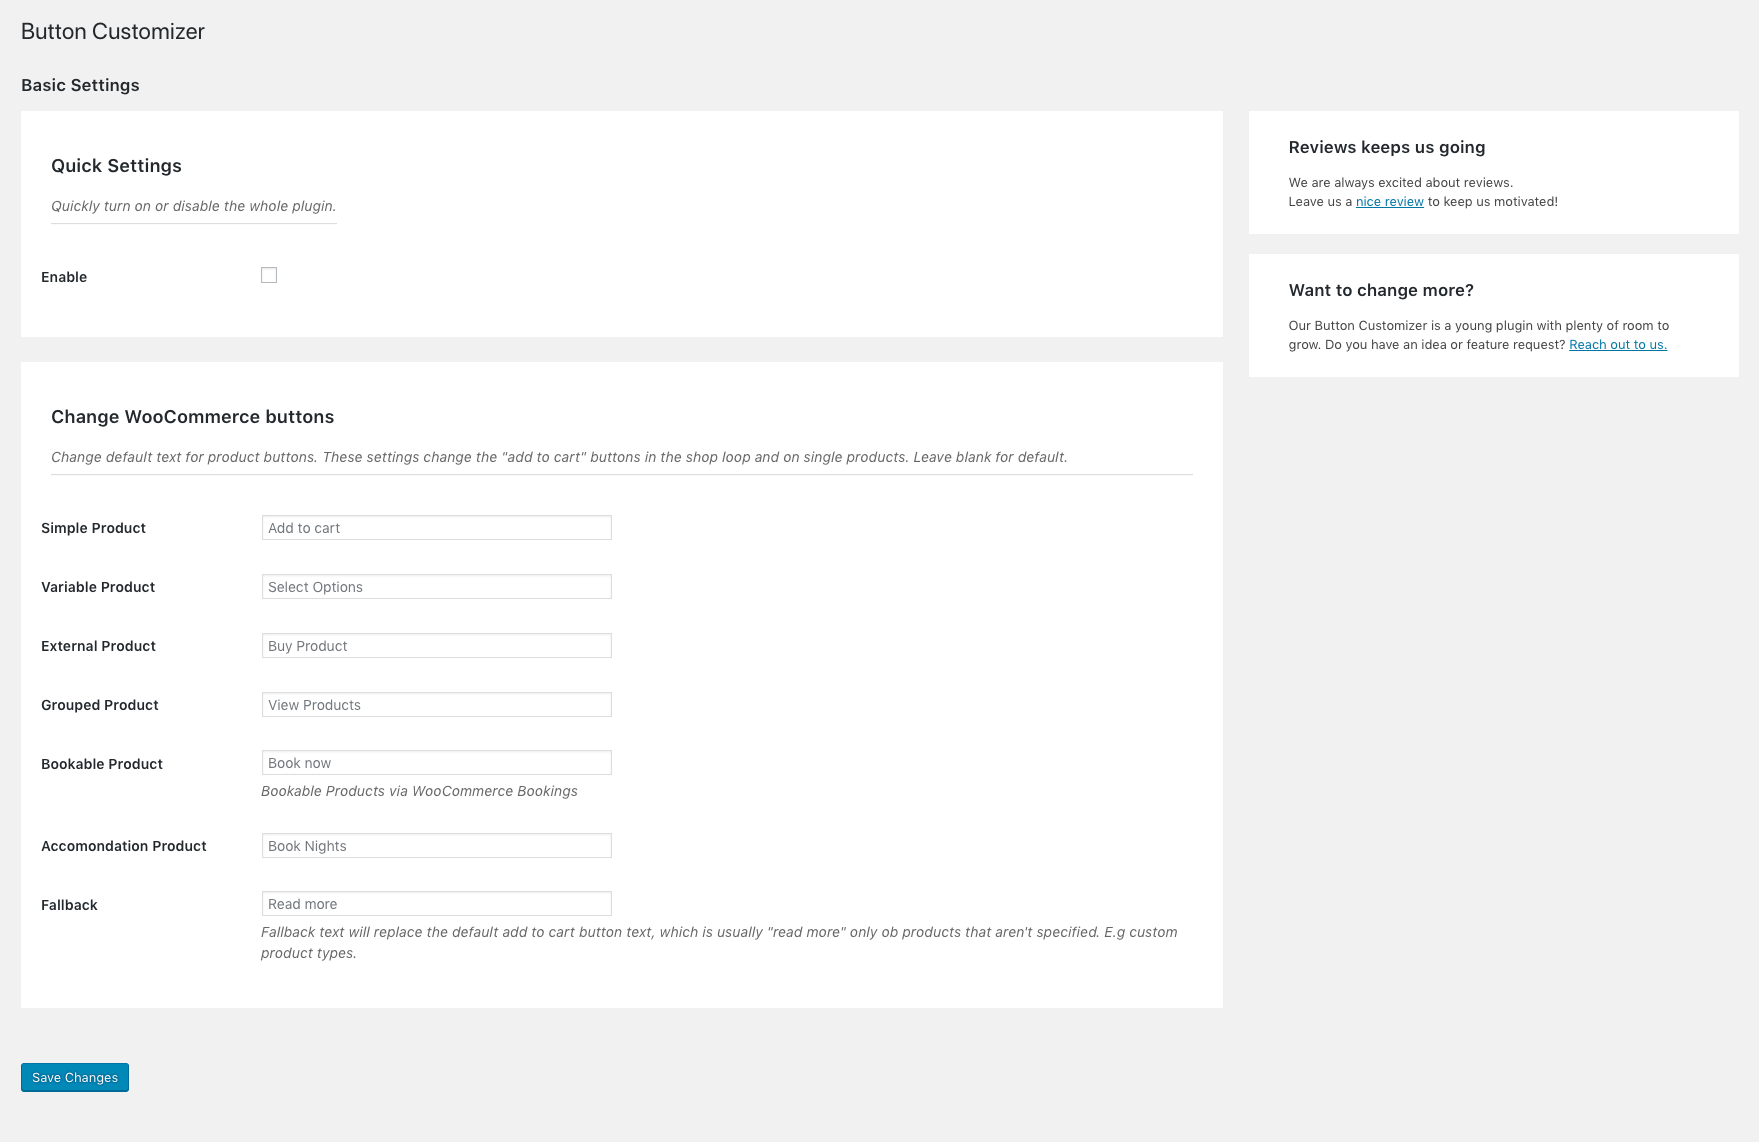 Button Customizer
Basic Settings
Quick Settings
Quickly turn on or disable the whole plugin.
Enable
Change WooCommerce buttons
Change default text for product buttons. These settings change the "add to cart" buttons in the shop loop and on single products. Leave blank for default.
Simple Product
Add to cart
Variable Product
Select Options
External Product
Buy Product
Grouped Product
View Products
Bookable Product
Book now
Bookable Products via WooCommerce Bookings
Accomondation Product
Book Nights
Fallback
Read more
Fallback text will replace the default add to cart button text, which is usually "read more" only ob products that aren't specified. E.g custom
product types.
Save Changes
Reviews keeps us going
We are always excited about reviews.
Leave us a nice review to keep us motivated!
Want to change more?
Our Button Customizer is a young plugin with plenty of room to
grow. Do you have an idea or feature request? Reach out to us.